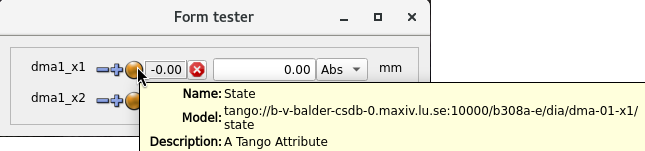 Form tester
dma1_x1 -0.00 0.00 Abs mm
dma1_x2
Name: State
Model: tango://b-v-balder-csdb-0.maxiv.lu.se:10000/b308a-e/dia/dma-01-x1/
state
Description: A Tango Attribute